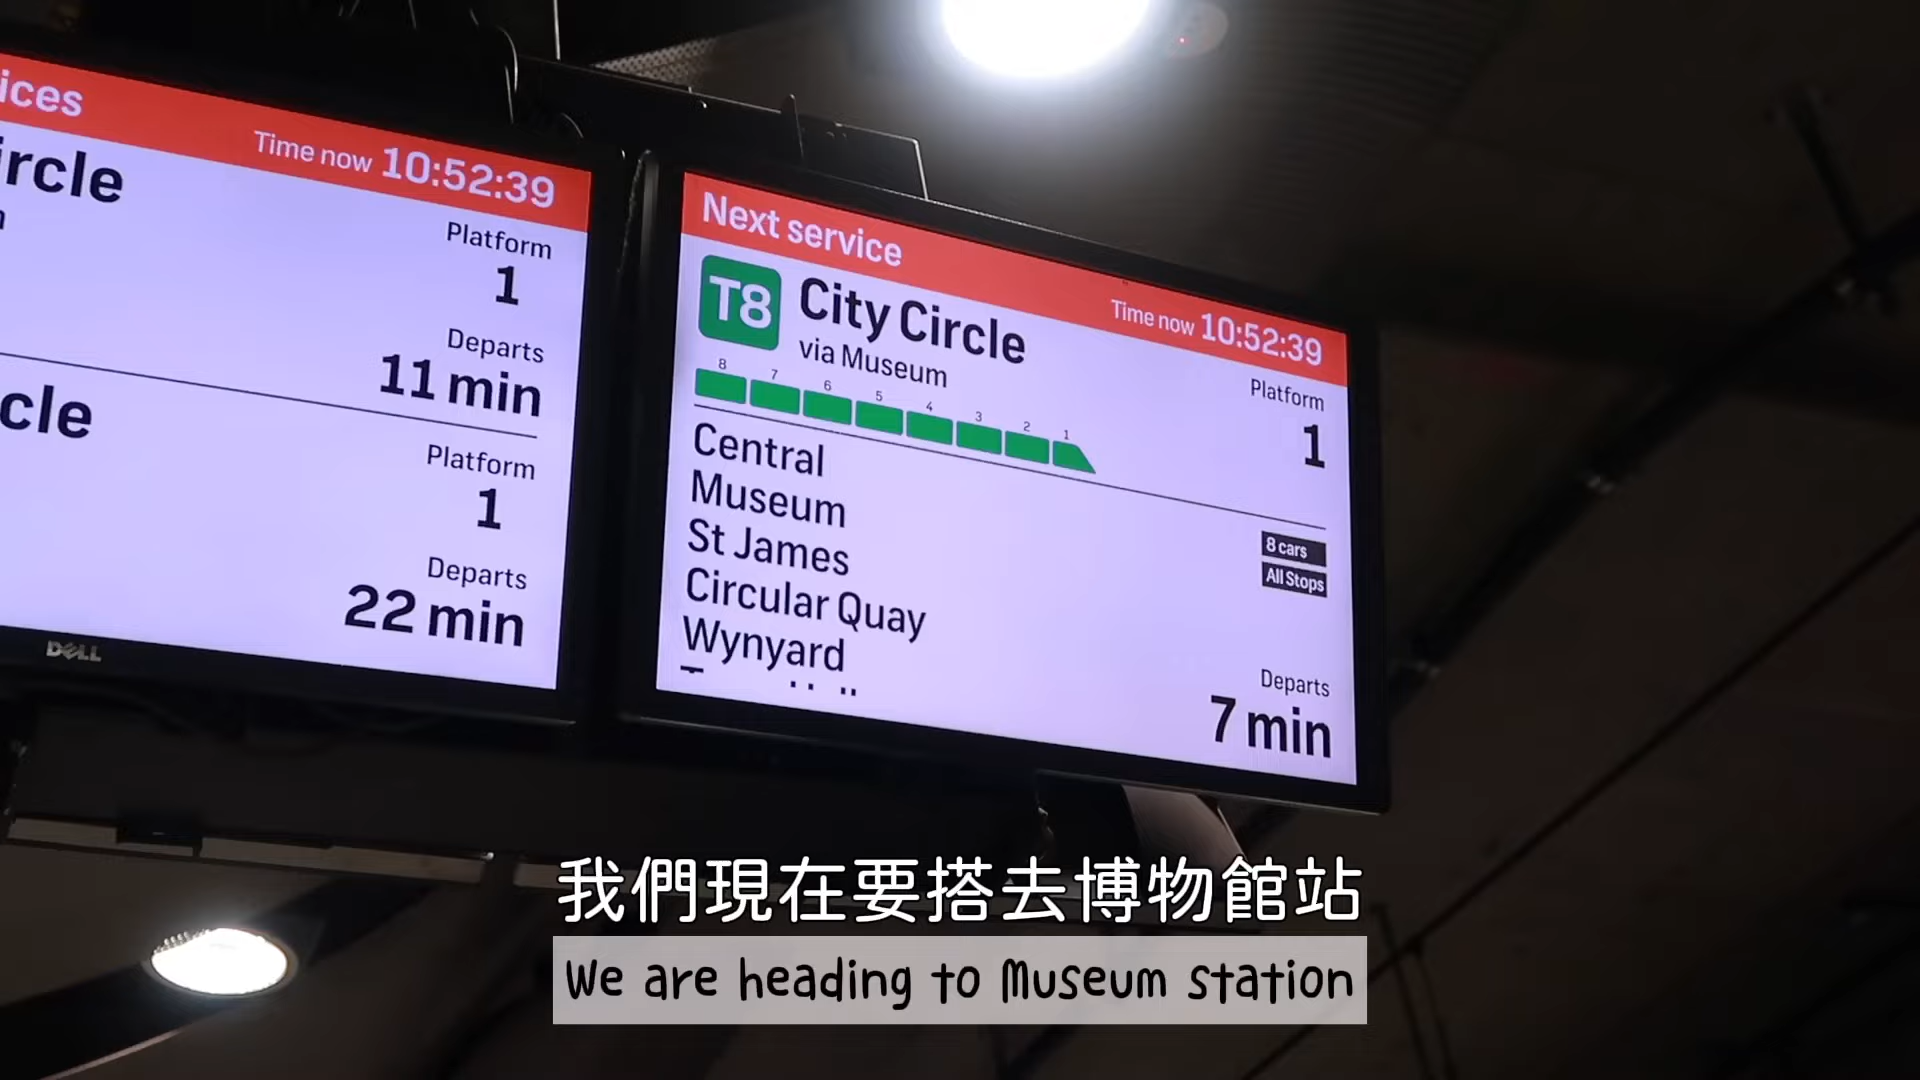 Time now 10:52:39
Platform
1
Departs
11 min
Platform
1
Departs
22 min
DELL
Next service
Time now 10:52:39
T8 City Circle
via Museum
Platform
1
8 7 6 5 4 3 2 1
Central
Museum
St James
Circular Quay
Wynyard
8 cars
All Stops
Departs
7 min
我們現在要搭去博物館站
We are heading to Museum station